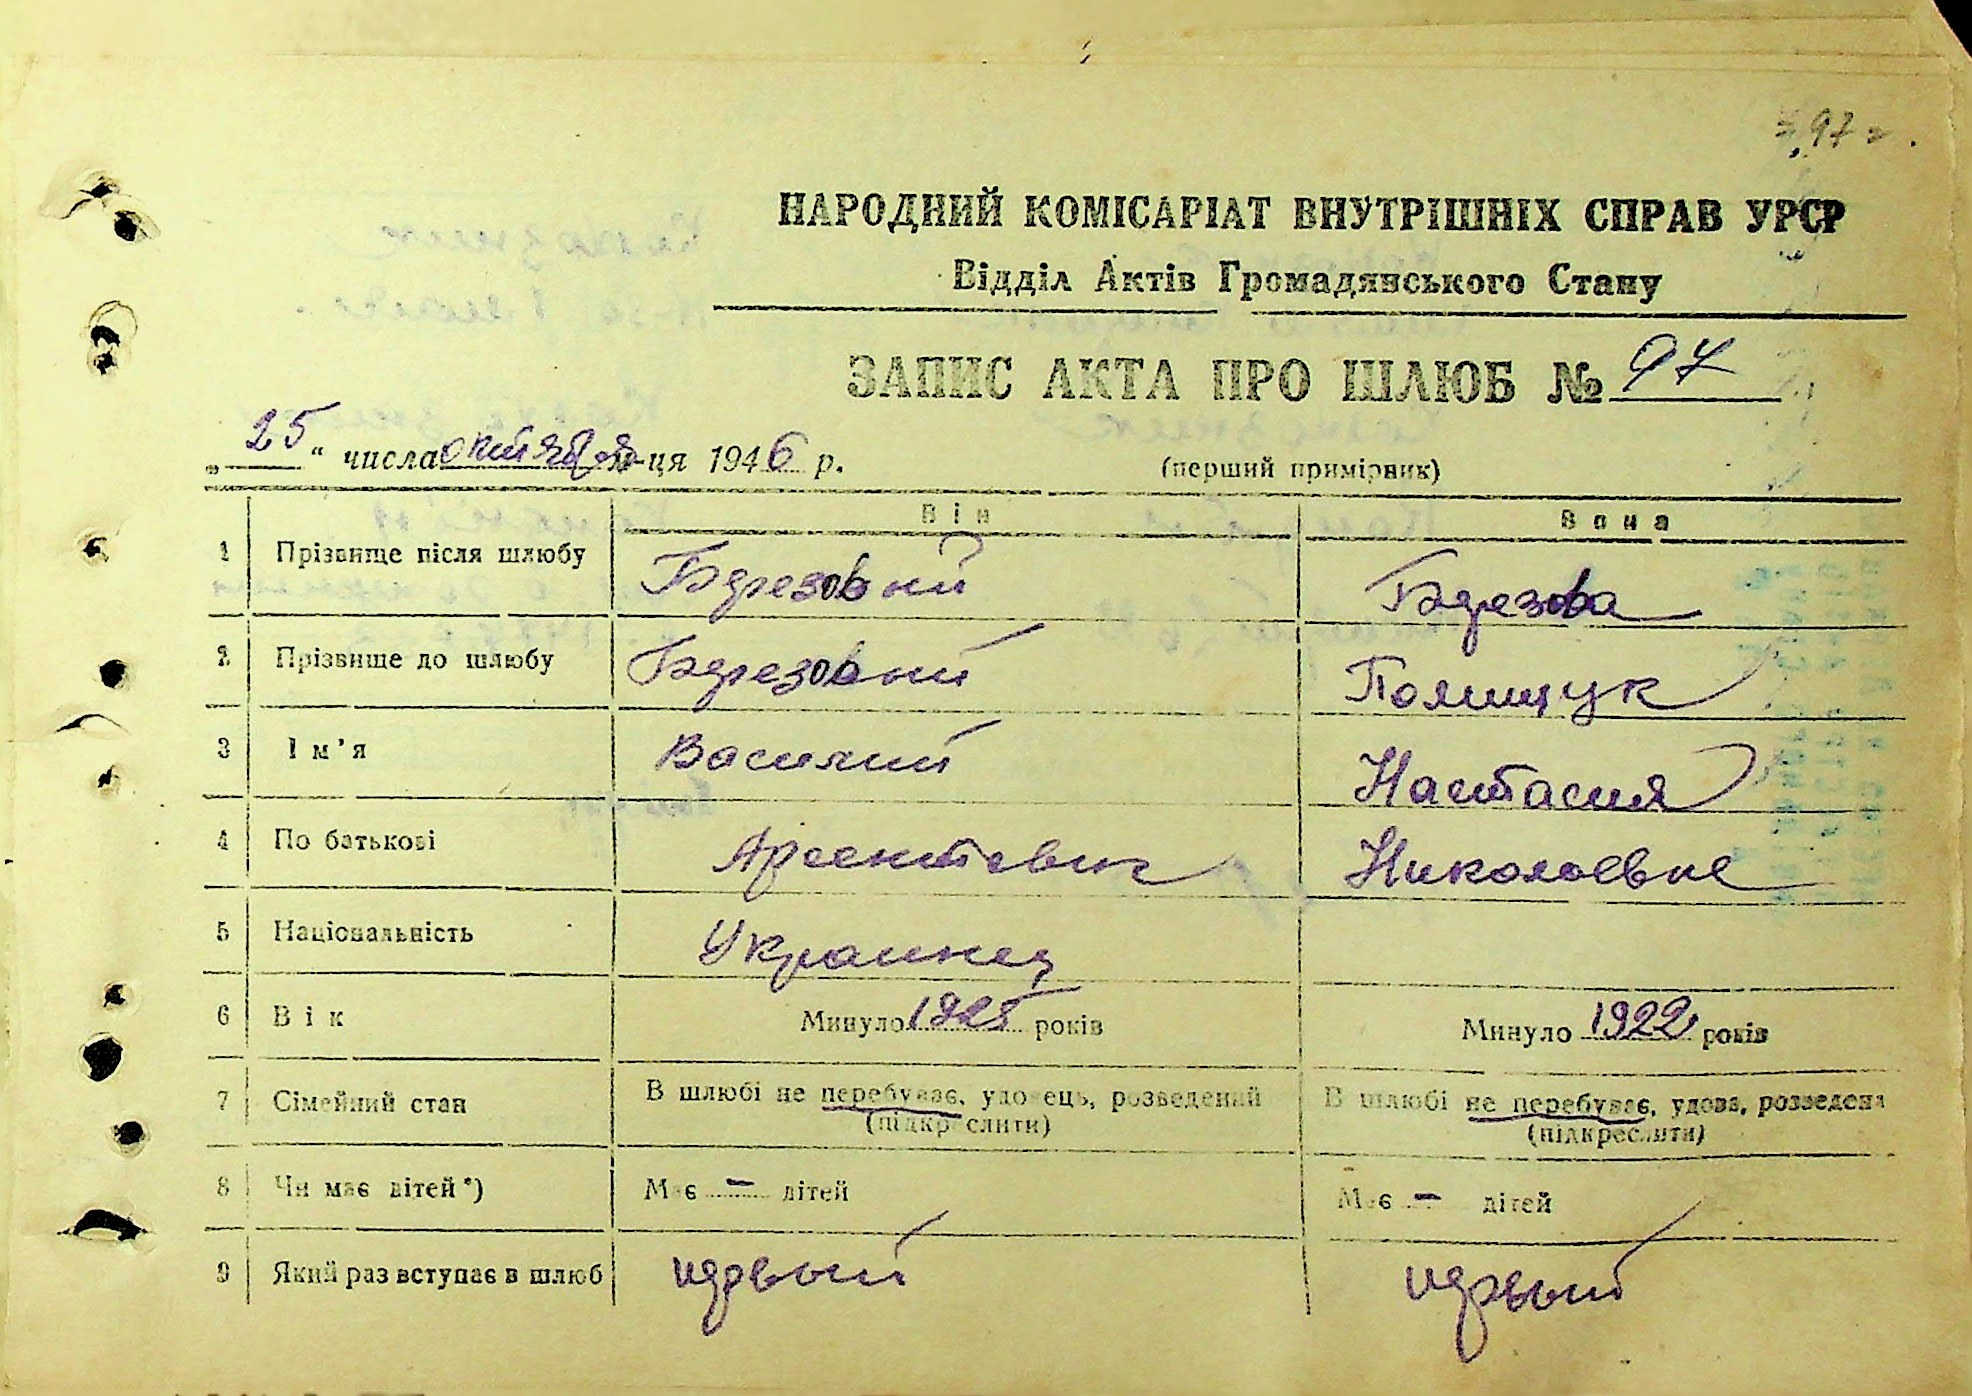 97
НАРОДНИЙ КОМІСАРІАТ ВНУТРІШНІХ СПРАВ УРСР
Відділ Актів Громадянського Стану
ЗАПИС АКТА ПРО ШЛЮБ № 97
„25“ числа октября м-ця 1946 р.
(перший примірник)
Він Вона
1 Прізвище після шлюбу Березовий Березова
2 Прізвище до шлюбу Березовий Полищук
3 Ім’я Василий Настасия
4 По батькові Арсентиевич Николаевна
5 Національність Украинец
6 Вік Минуло 1925 років Минуло 1922 років
7 Сімейний стан В шлюбі не перебуває, удовець, розведений В шлюбі не перебуває, удова, розведена
(підкреслити) (підкреслити)
8 Чи має дітей*) Має – дітей Має – дітей
9 Який раз вступає в шлюб первый первый